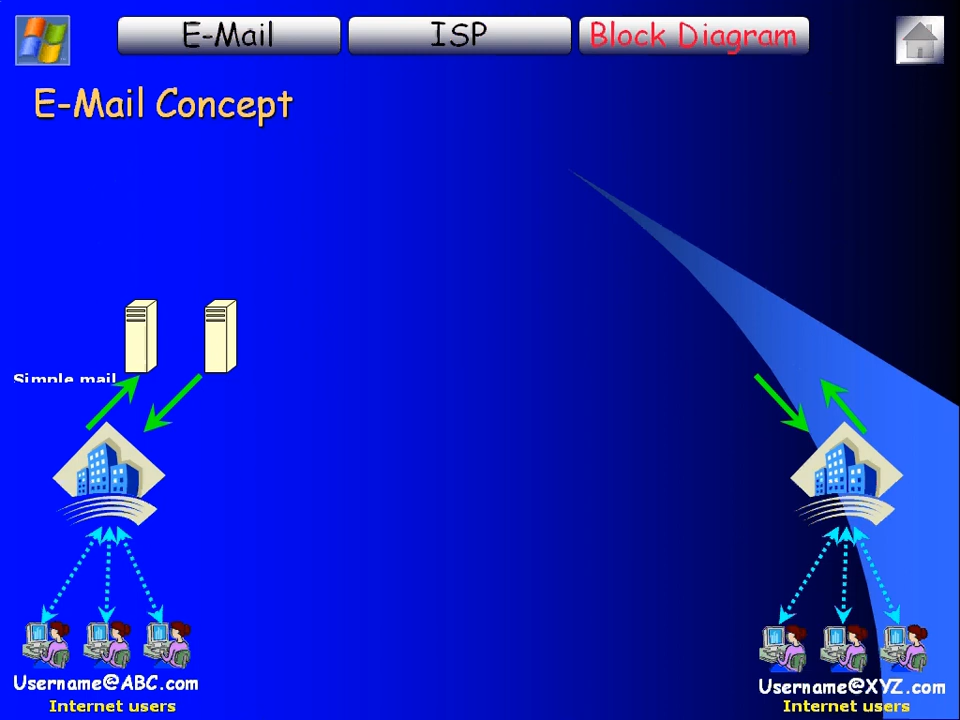 E-Mail
ISP
Block Diagram
E-Mail Concept
Simple mail
Username@ABC.com
Internet users
Username@XYZ.com
Internet users